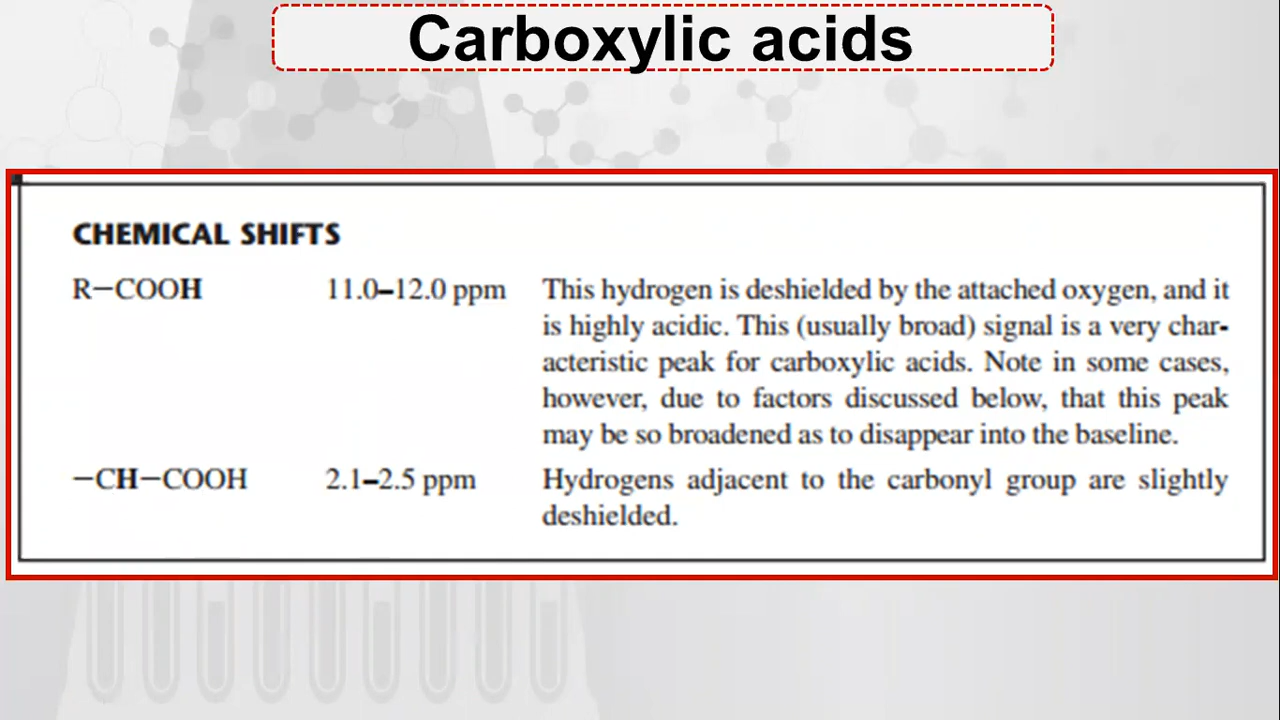 Carboxylic acids
CHEMICAL SHIFTS
R–COOH 11.0–12.0 ppm This hydrogen is deshielded by the attached oxygen, and it
is highly acidic. This (usually broad) signal is a very char-
acteristic peak for carboxylic acids. Note in some cases,
however, due to factors discussed below, that this peak
may be so broadened as to disappear into the baseline.
–CH–COOH 2.1–2.5 ppm Hydrogens adjacent to the carbonyl group are slightly
deshielded.